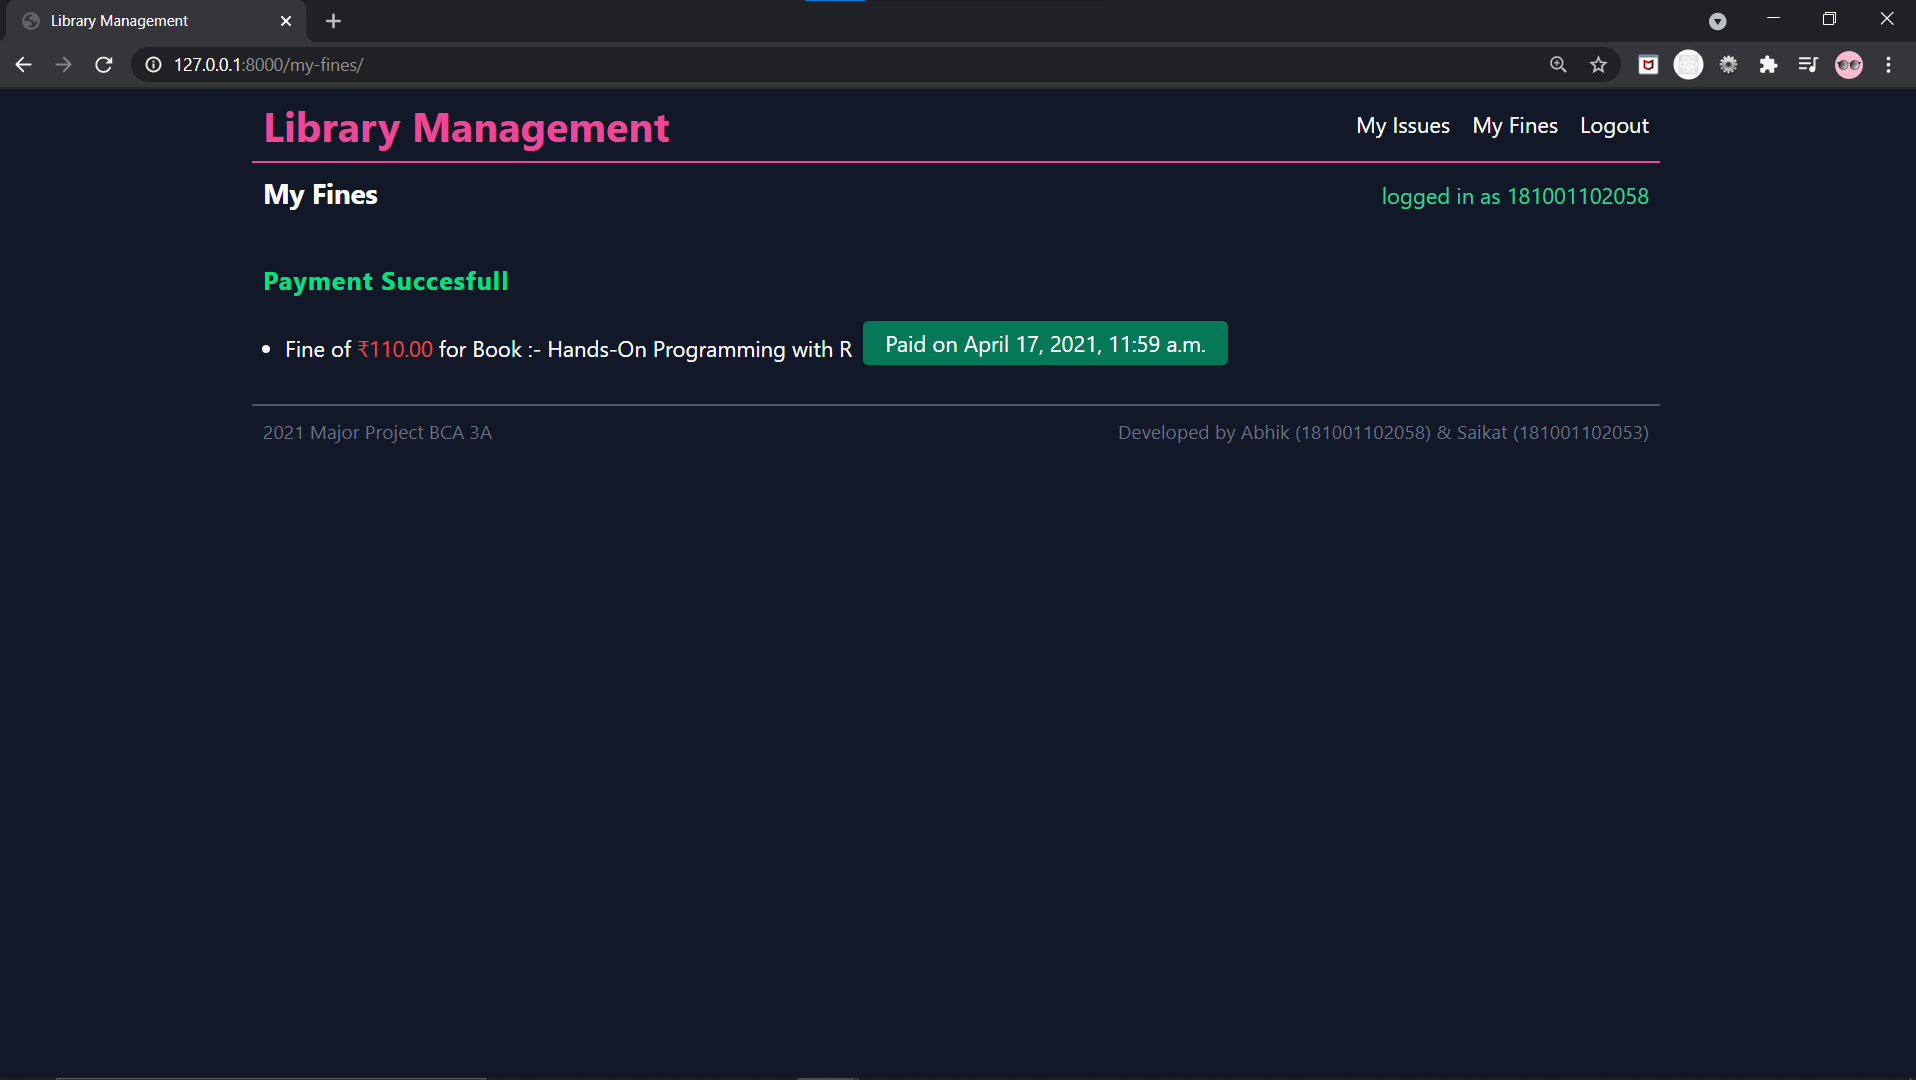 Library Management
127.0.0.1:8000/my-fines/
Library Management
My Issues My Fines Logout
My Fines
logged in as 181001102058
Payment Succesfull
• Fine of ₹110.00 for Book :- Hands-On Programming with R Paid on April 17, 2021, 11:59 a.m.
2021 Major Project BCA 3A
Developed by Abhik (181001102058) & Saikat (181001102053)